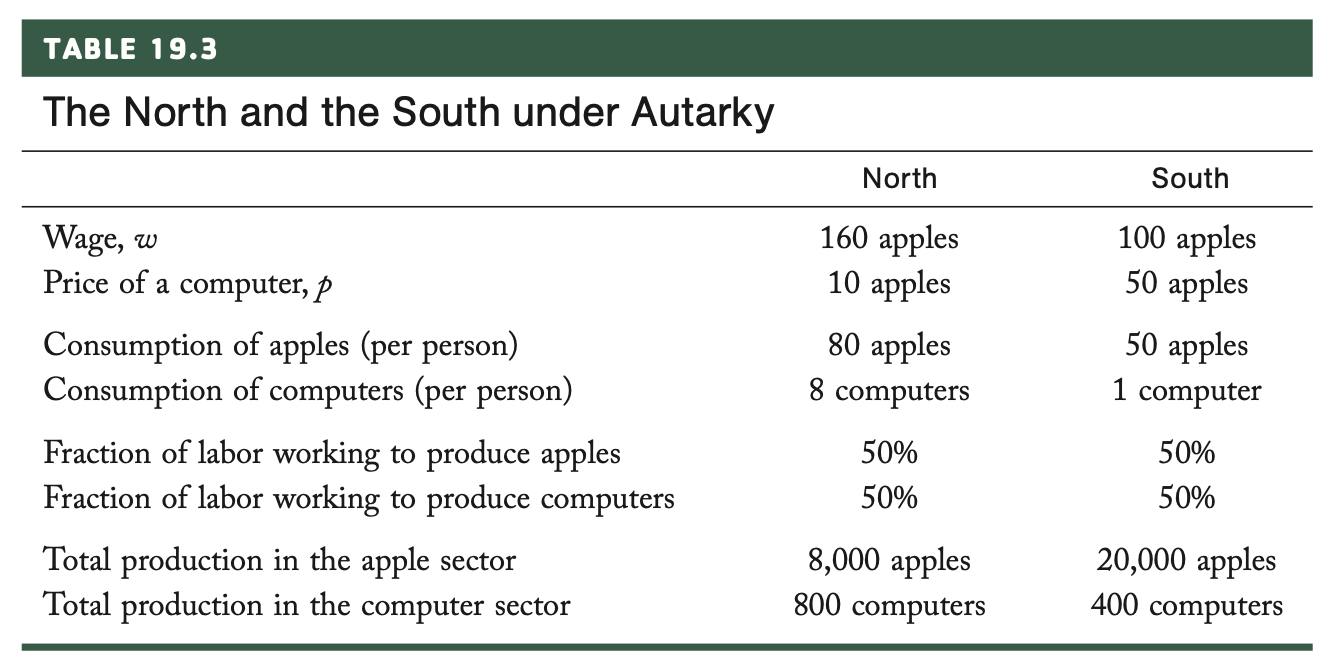 TABLE 19.3
The North and the South under Autarky
North South
Wage, w 160 apples 100 apples
Price of a computer, p 10 apples 50 apples
Consumption of apples (per person) 80 apples 50 apples
Consumption of computers (per person) 8 computers 1 computer
Fraction of labor working to produce apples 50% 50%
Fraction of labor working to produce computers 50% 50%
Total production in the apple sector 8,000 apples 20,000 apples
Total production in the computer sector 800 computers 400 computers